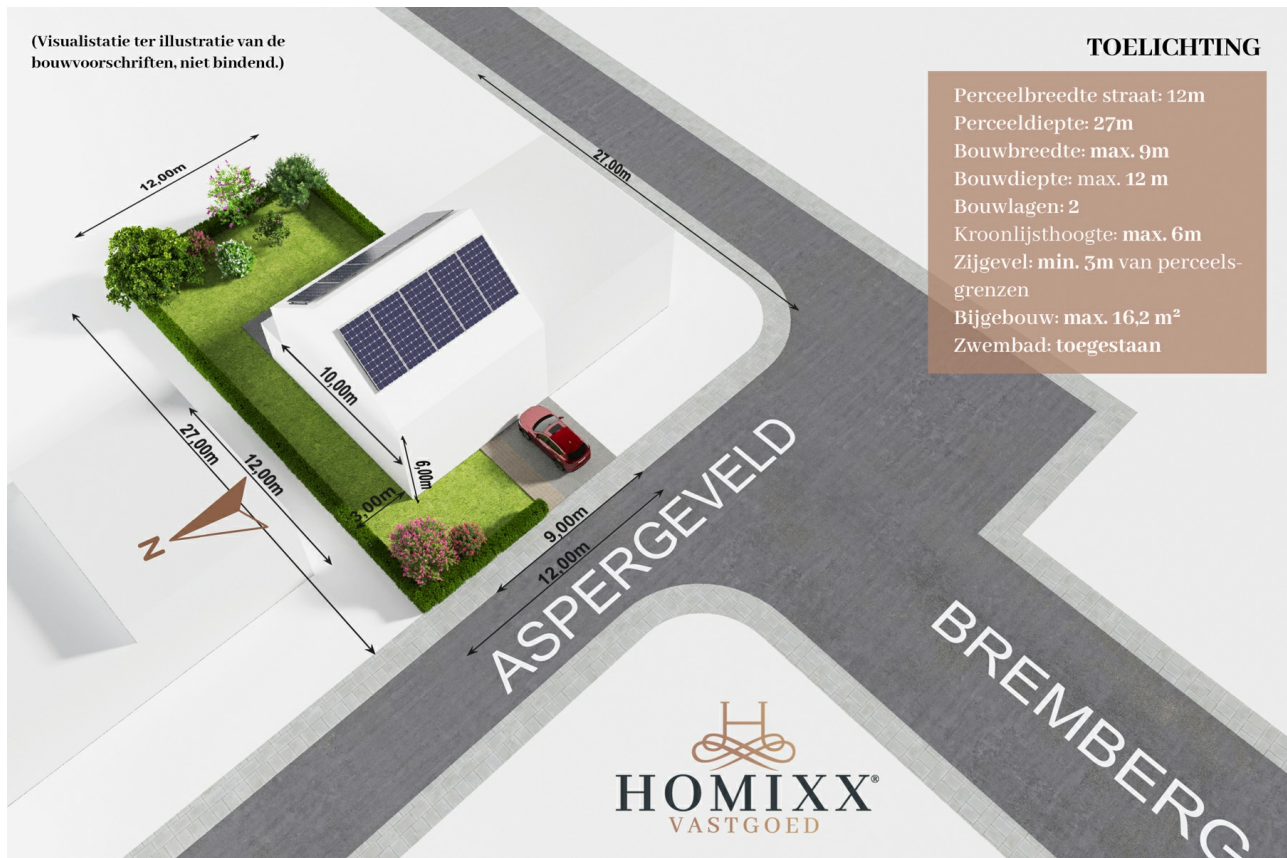 (Visualistatie ter illustratie van de
bouwvoorschriften, niet bindend.)
TOELICHTING
Perceelbreedte straat: 12m
Perceeldiepte: 27m
Bouwbreedte: max. 9m
Bouwdiepte: max. 12 m
Bouwlagen: 2
Kroonlijsthoogte: max. 6m
Zijgevel: min. 3m van perceels-
grenzen
Bijgebouw: max. 16,2 m²
Zwembad: toegestaan
27,00m
12,00m
10,00m
6,00m
27,00m
12,00m
3,00m
N
9,00m
12,00m
ASPERGEVELD
BREMBERG
H
HOMIXX®
VASTGOED